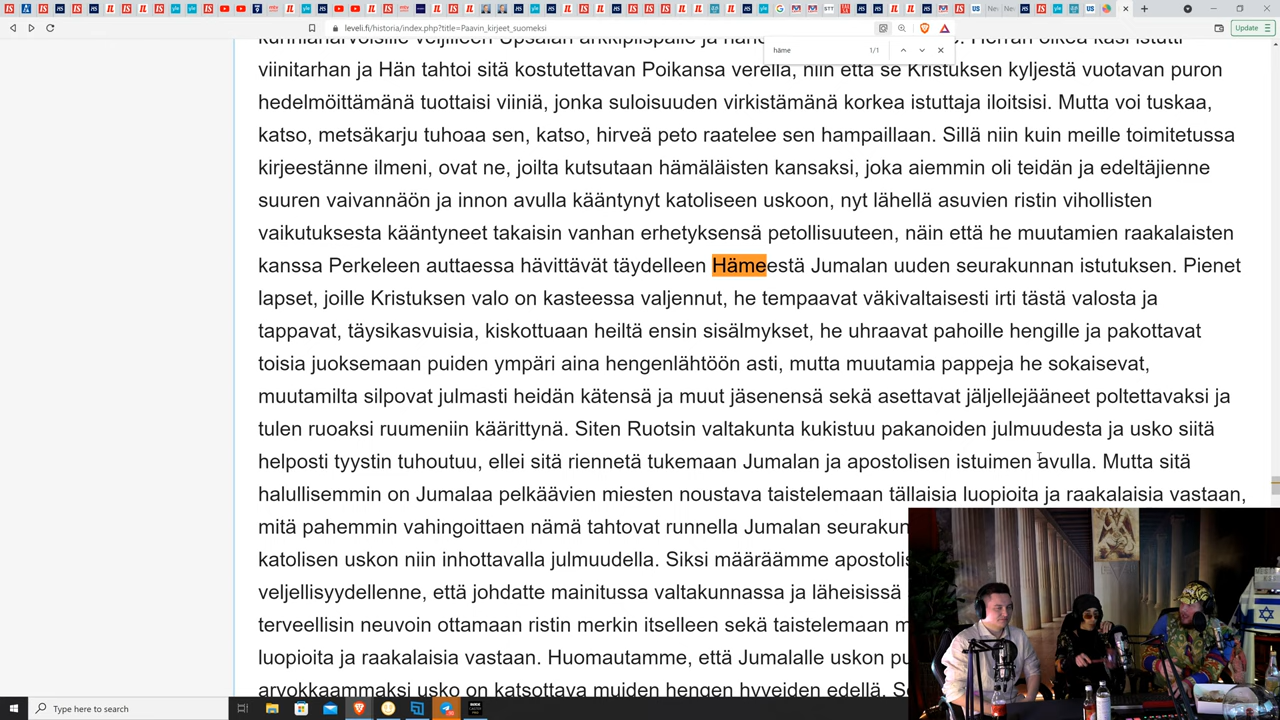 leveli.fi/historia/index.php?title=Paavin_kirjeet_suomeksi
Update
häme
1/1
viinitarhan ja Hän tahtoi sitä kostutettavan Poikansa verellä, niin että se Kristuksen kyljestä vuotavan puron
hedelmöittämänä tuottaisi viiniä, jonka suloisuuden virkistämänä korkea istuttaja iloitsisi. Mutta voi tuskaa,
katso, metsäkarju tuhoaa sen, katso, hirveä peto raatelee sen hampaillaan. Sillä niin kuin meille toimitetussa
kirjeestänne ilmeni, ovat ne, joilta kutsutaan hämäläisten kansaksi, joka aiemmin oli teidän ja edeltäjienne
suuren vaivannäön ja innon avulla kääntynyt katoliseen uskoon, nyt lähellä asuvien ristin vihollisten
vaikutuksesta kääntyneet takaisin vanhan erhetyksensä petollisuuteen, näin että he muutamien raakalaisten
kanssa Perkeleen auttaessa hävittävät täydelleen Hämeestä Jumalan uuden seurakunnan istutuksen. Pienet
lapset, joille Kristuksen valo on kasteessa valjennut, he tempaavat väkivaltaisesti irti tästä valosta ja
tappavat, täysikasvuisia, kiskottuaan heiltä ensin sisälmykset, he uhraavat pahoille hengille ja pakottavat
toisia juoksemaan puiden ympäri aina hengenlähtöön asti, mutta muutamia pappeja he sokaisevat,
muutamilta silpovat julmasti heidän kätensä ja muut jäsenensä sekä asettavat jäljellejääneet poltettavaksi ja
tulen ruoaksi ruumeniin käärittynä. Siten Ruotsin valtakunta kukistuu pakanoiden julmuudesta ja usko siitä
helposti tyystin tuhoutuu, ellei sitä riennetä tukemaan Jumalan ja apostolisen istuimen avulla. Mutta sitä
halullisemmin on Jumalaa pelkäävien miesten noustava taistelemaan tällaisia luopioita ja raakalaisia vastaan,
mitä pahemmin vahingoittaen nämä tahtovat runnella Jumalan seurakun
katolisen uskon niin inhottavalla julmuudella. Siksi määräämme apostolis
veljellisyydellenne, että johdatte mainitussa valtakunnassa ja läheisissä
terveellisin neuvoin ottamaan ristin merkin itselleen sekä taistelemaan m
luopioita ja raakalaisia vastaan. Huomautamme, että Jumalalle uskon pu
arvokkaammaksi usko on katsottava muiden hengen hyveiden edellä. S
Type here to search